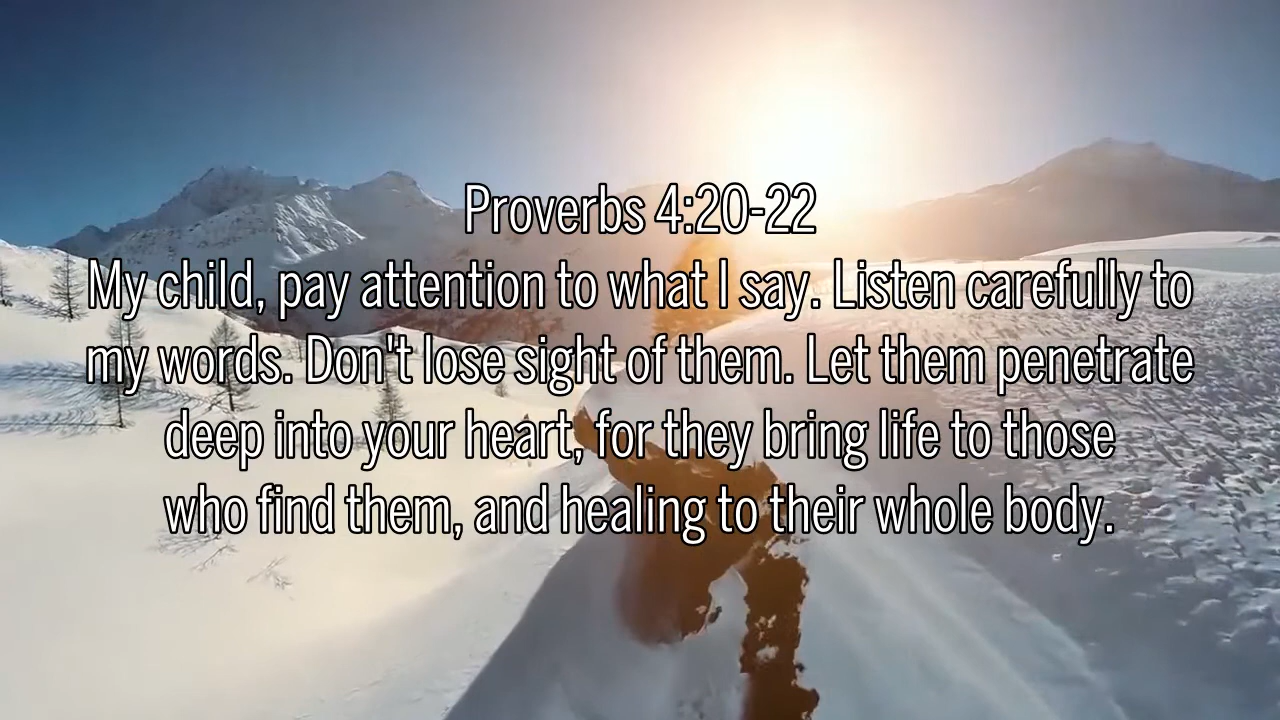 Proverbs 4:20-22
My child, pay attention to what I say. Listen carefully to
my words. Don't lose sight of them. Let them penetrate
deep into your heart, for they bring life to those
who find them, and healing to their whole body.